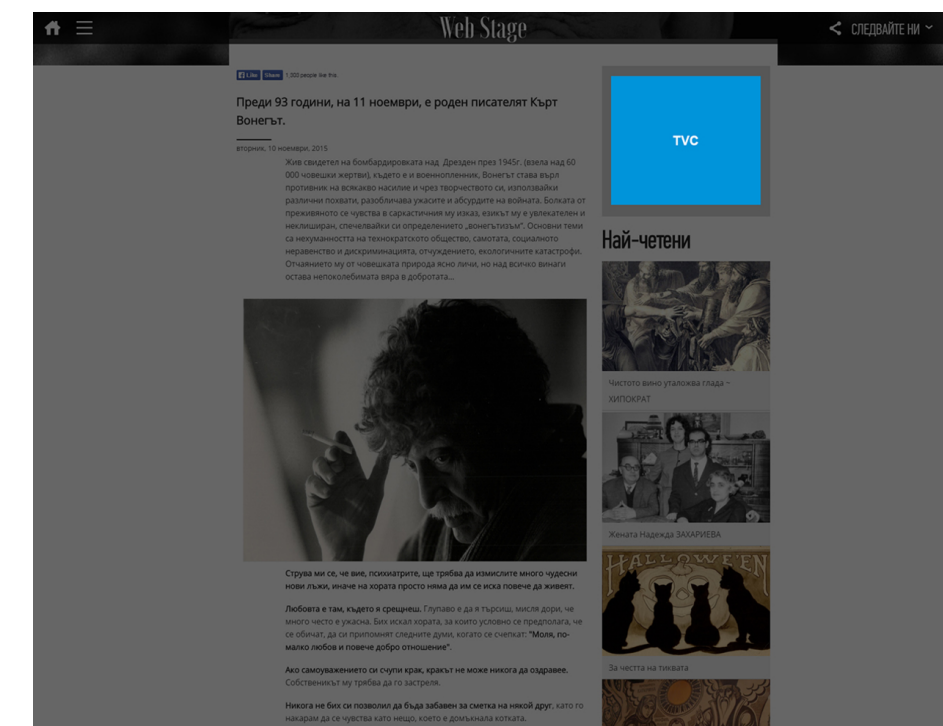 Web Stage
СЛЕДВАЙТЕ НИ
Like Share 1,003 people like this.
Преди 93 години, на 11 ноември, е роден писателят Кърт
Вонегът.
вторник, 10 ноември, 2015
Жив свидетел на бомбардировката над Дрезден през 1945г. (взела над 60
000 човешки жертви), където е и военнопленник, Вонегът става върл
противник на всякакво насилие и чрез творчеството си, използвайки
различни похвати, разобличава ужасите и абсурдите на войната. Болката от
преживяното се чувства в саркастичния му изказ, езикът му е увлекателен и
неклиширан, спечелвайки си определението „вонегътизъм". Основни теми
са нехуманността на технократското общество, самотата, социалното
неравенство и дискриминацията, отчуждението, екологичните катастрофи.
Отчаянието му от човешката природа ясно личи, но над всичко винаги
остава непоколебимата вяра в добротата...
Струва ми се, че вие, психиатрите, ще трябва да измислите много чудесни
нови лъжи, иначе на хората просто няма да им се иска повече да живеят.
Любовта е там, където я срещнеш. Глупаво е да я търсиш, мисля дори, че
много често е ужасна. Бих искал хората, за които условно се предполага, че
се обичат, да си припомнят следните думи, когато се счепкат: "Моля, по-
малко любов и повече добро отношение".
Ако самоуважението си счупи крак, кракът не може никога да оздравее.
Собственикът му трябва да го застреля.
Никога не бих си позволил да бъда забавен за сметка на някой друг, като го
накарам да се чувства като нещо, което е домъкнала котката.
TVC
Най-четени
Чистото вино уталожва глада ~
ХИПОКРАТ
Жената Надежда ЗАХАРИЕВА
HALLOWE'EN
За честта на тиквата